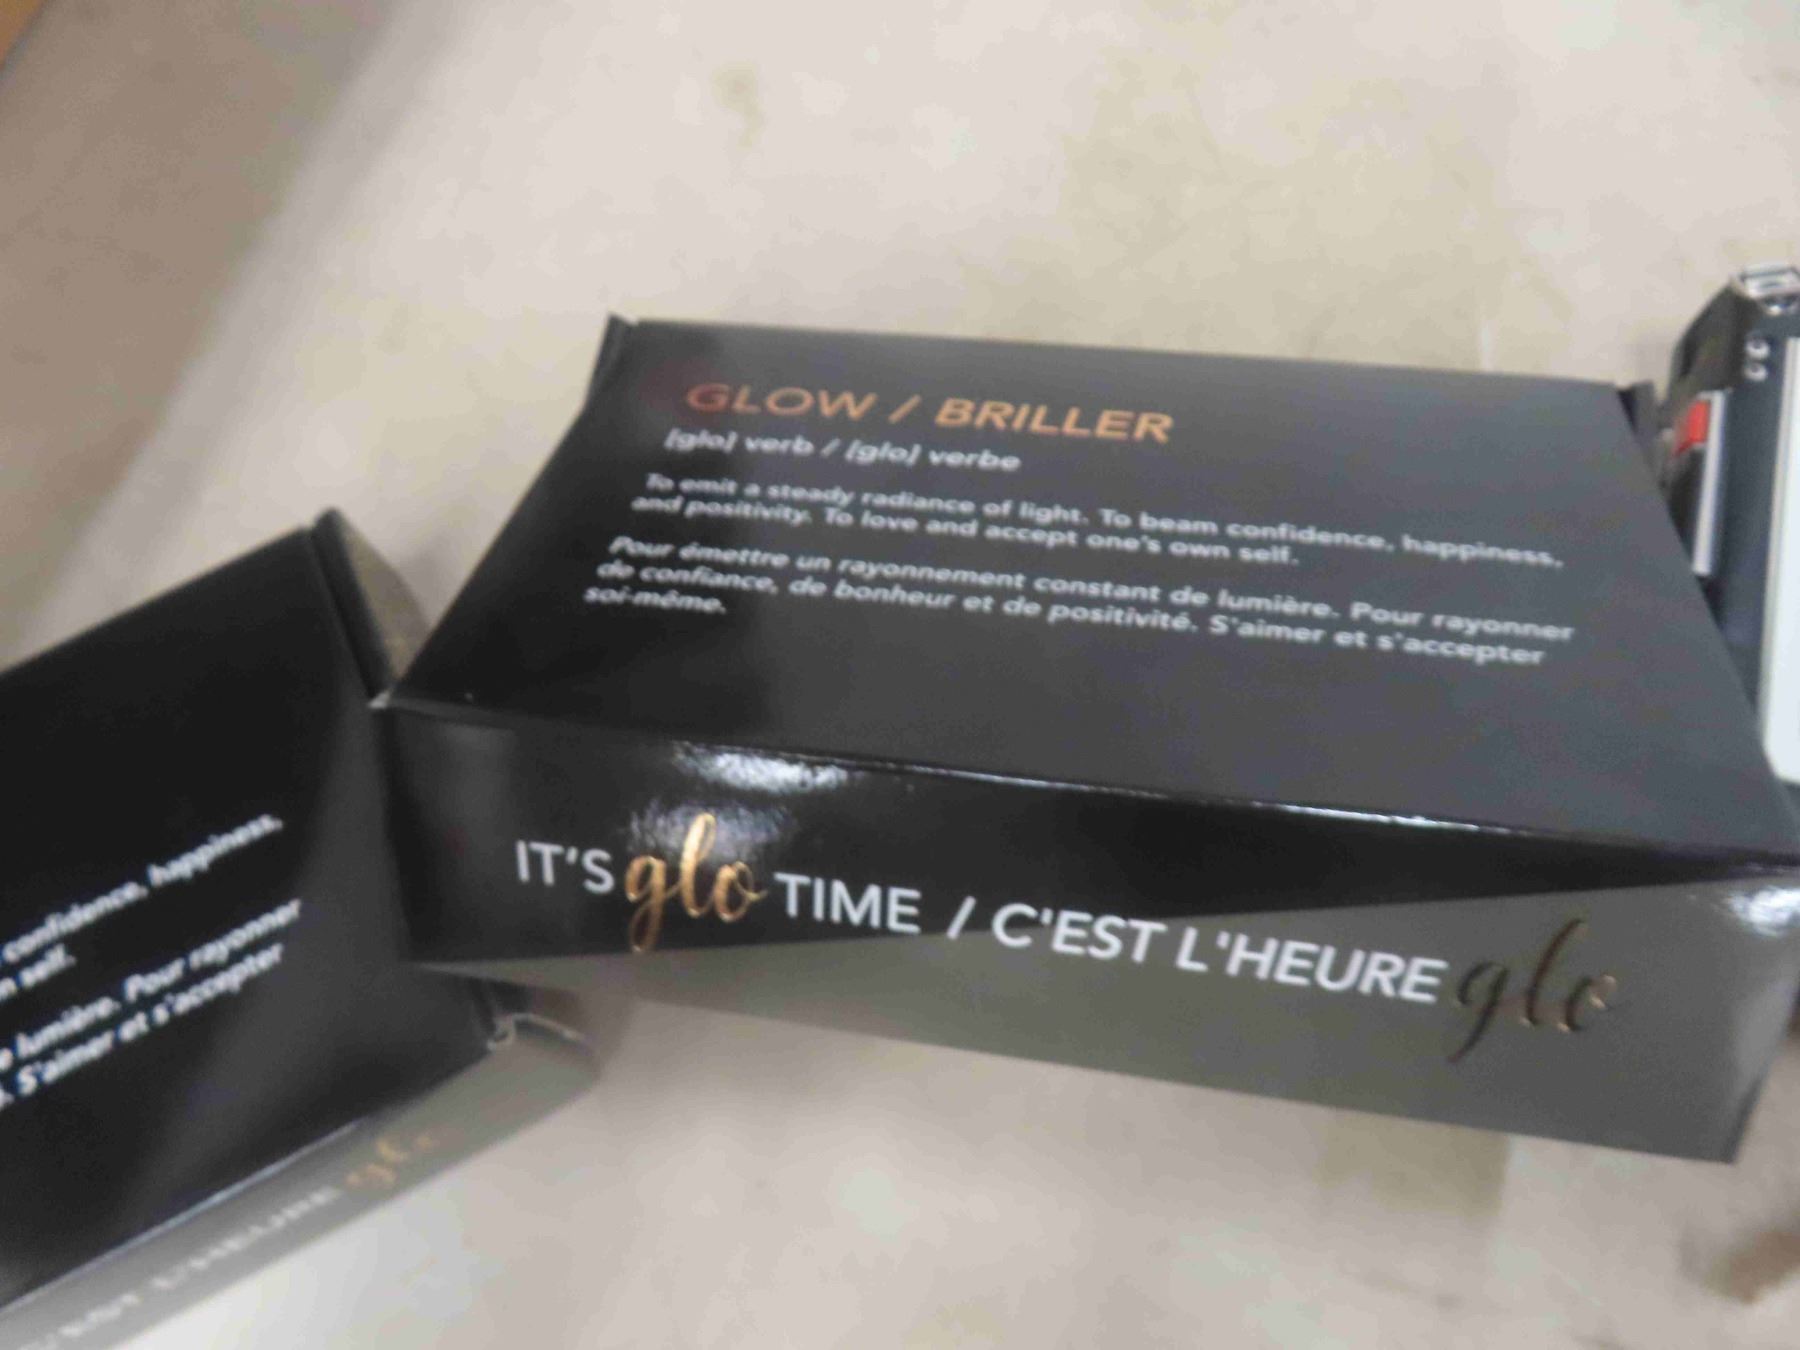 GLOW / BRILLER
[glo] verb / [glo] verbe
To emit a steady radiance of light. To beam confidence, happiness,
and positivity. To love and accept one's own self.
Pour émettre un rayonnement constant de lumière. Pour rayonner
de confiance, de bonheur et de positivité. S'aimer et s'accepter
soi-même.
IT'S glo TIME / C'EST L'HEURE glo
confidence, happiness,
self.
lumière. Pour rayonner
S'aimer et s'accepter
C'EST L'HEURE glo